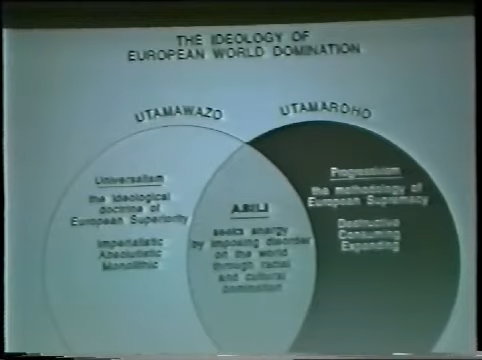 THE IDEOLOGY OF
EUROPEAN WORLD DOMINATION
UTAMAWAZO
UTAMAROHO
Universalism
the ideological
doctrine of
European Superiority
Imperialistic
Absolutistic
Monolithic
ASILI
seeks energy
by imposing disorder
on the world
through racial
and cultural
domination
the methodology of
European Supremacy
Destructive
Consuming
Expanding